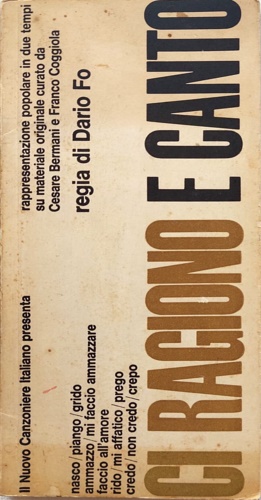 Il Nuovo Canzoniere Italiano presenta
rappresentazione popolare in due tempi
su materiale originale curato da
Cesare Bermani e Franco Coggiola
regia di Dario Fo
nasco/piango/grido
ammazzo/mi faccio ammazzare
faccio all'amore
rido/mi affatico/prego
credo/non credo/crepo
CI RAGIONO E CANTO